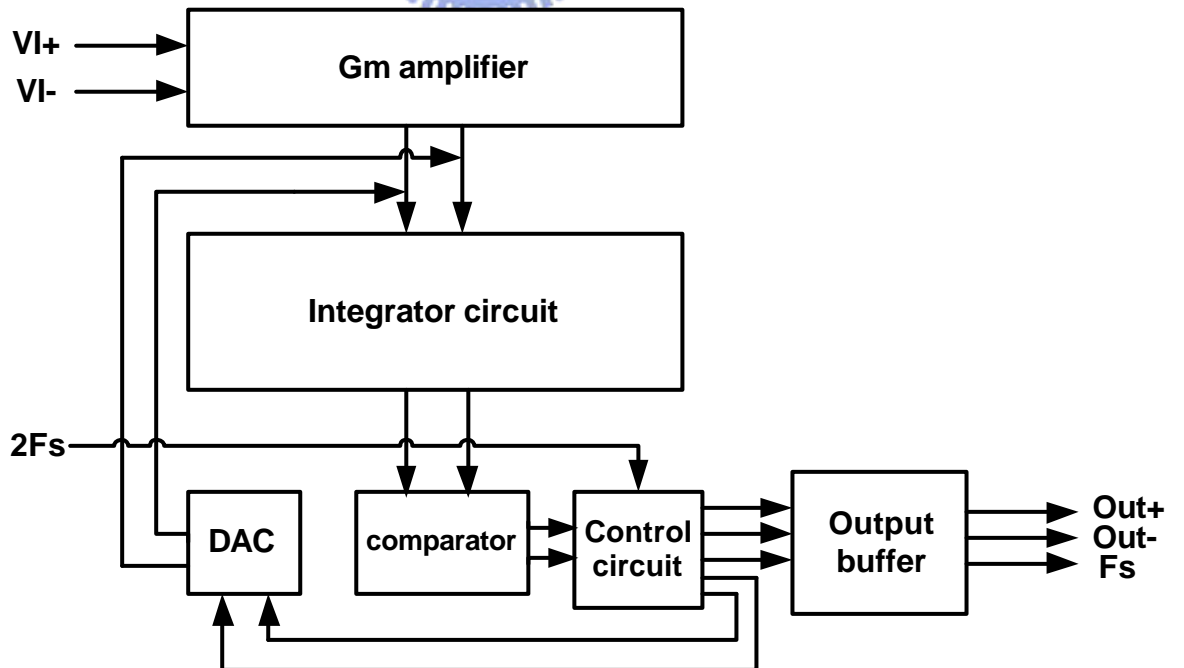 VI+
VI-
Gm amplifier
Integrator circuit
2Fs
DAC
comparator
Control
circuit
Output
buffer
Out+
Out-
Fs